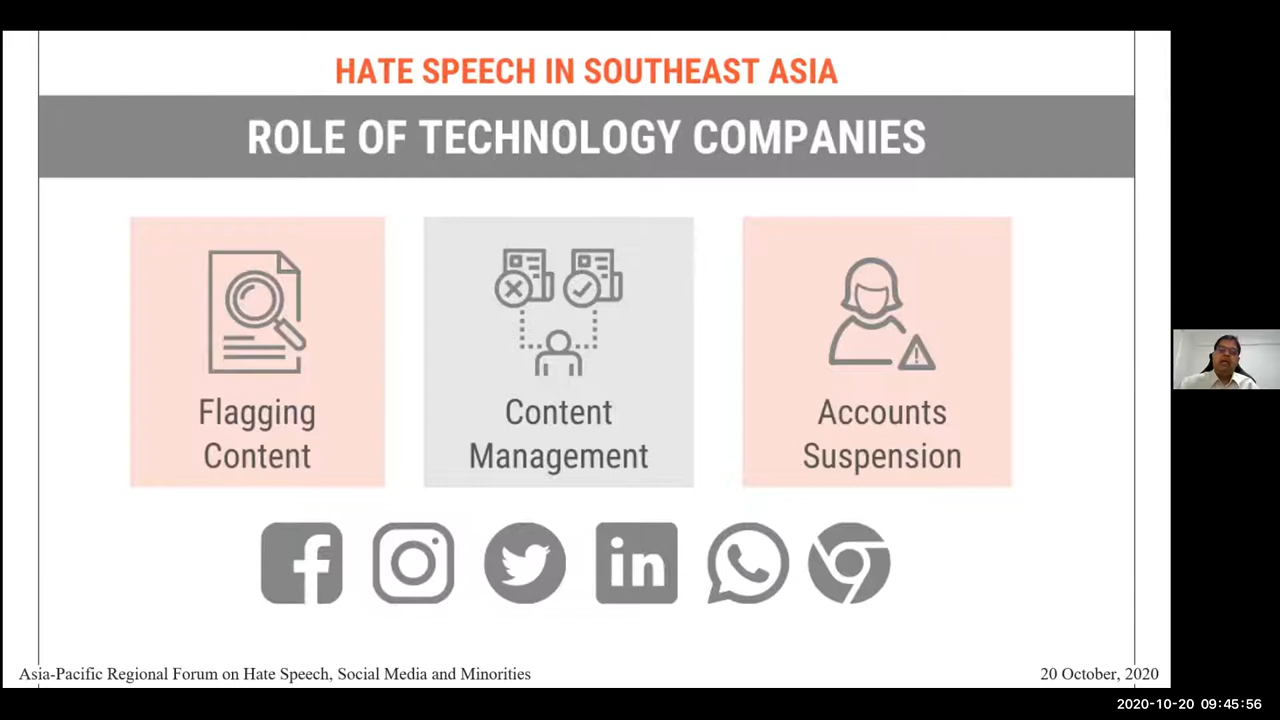 HATE SPEECH IN SOUTHEAST ASIA
ROLE OF TECHNOLOGY COMPANIES
Flagging
Content
Content
Management
Accounts
Suspension
in
Asia-Pacific Regional Forum on Hate Speech, Social Media and Minorities
20 October, 2020
2020-10-20 09:45:56